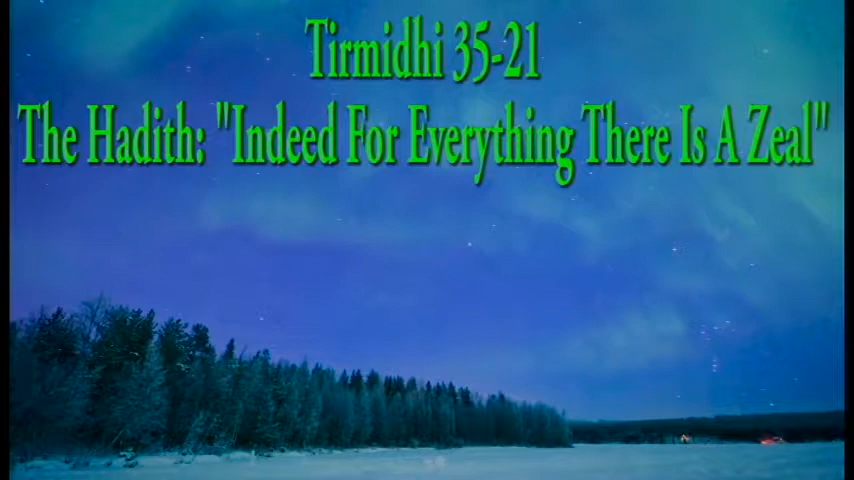 Tirmidhi 35-21
The Hadith: "Indeed For Everything There Is A Zeal"